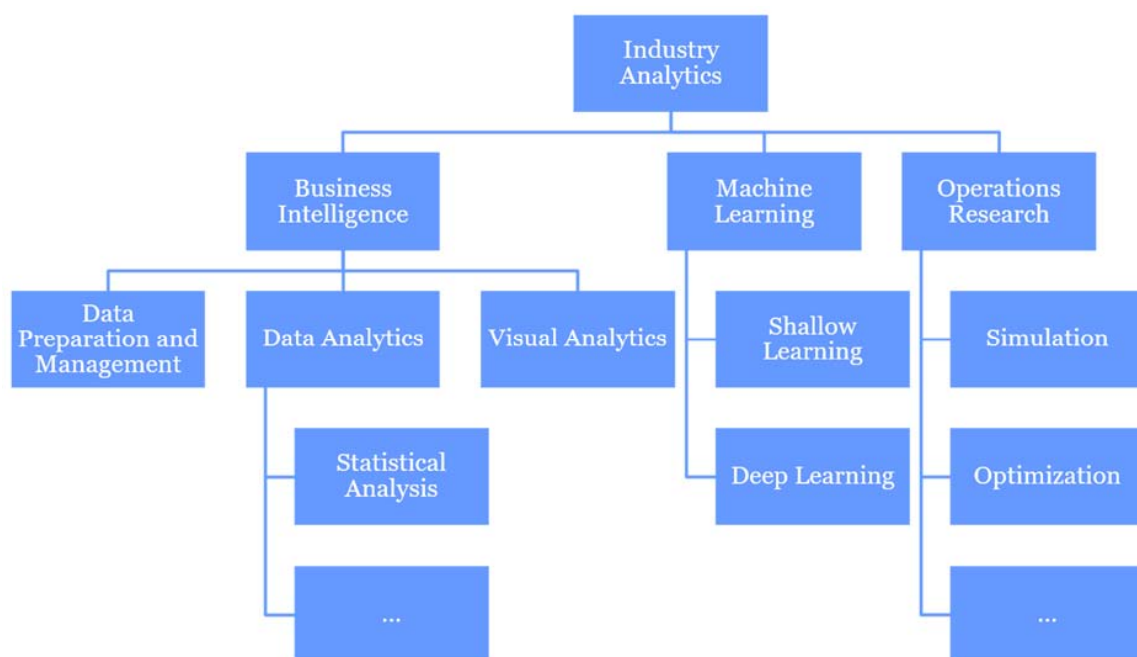 Industry
Analytics
Business
Intelligence
Machine
Learning
Operations
Research
Data
Preparation and
Management
Data Analytics
Visual Analytics
Shallow
Learning
Simulation
Statistical
Analysis
Deep Learning
Optimization
...
...